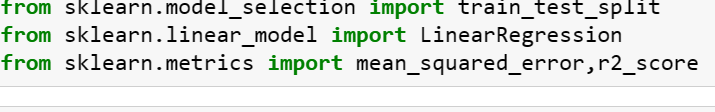 from sklearn.model_selection import train_test_split
from sklearn.linear_model import LinearRegression
from sklearn.metrics import mean_squared_error,r2_score